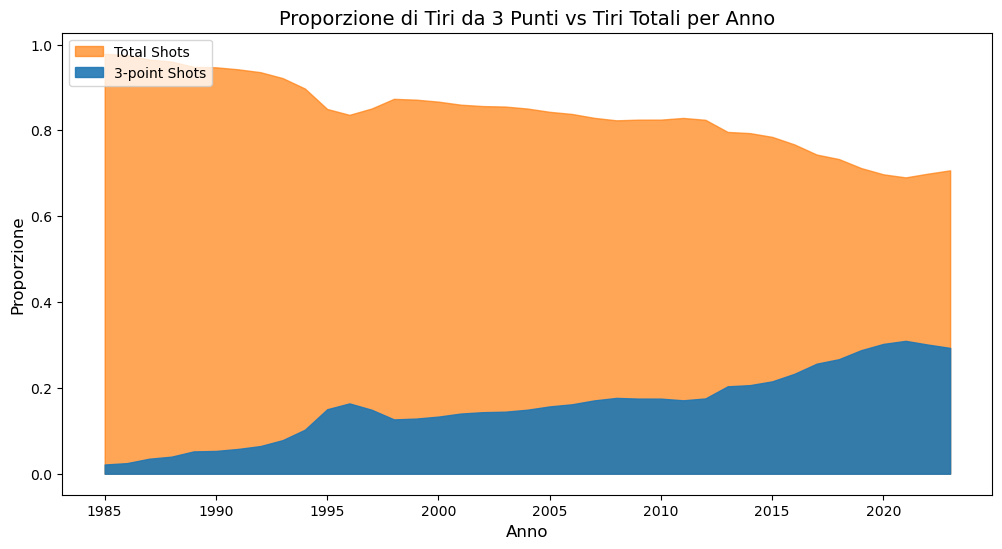 Proporzione di Tiri da 3 Punti vs Tiri Totali per Anno
Total Shots
3-point Shots
Proporzione
1.0
0.8
0.6
0.4
0.2
0.0
1985 1990 1995 2000 2005 2010 2015 2020
Anno